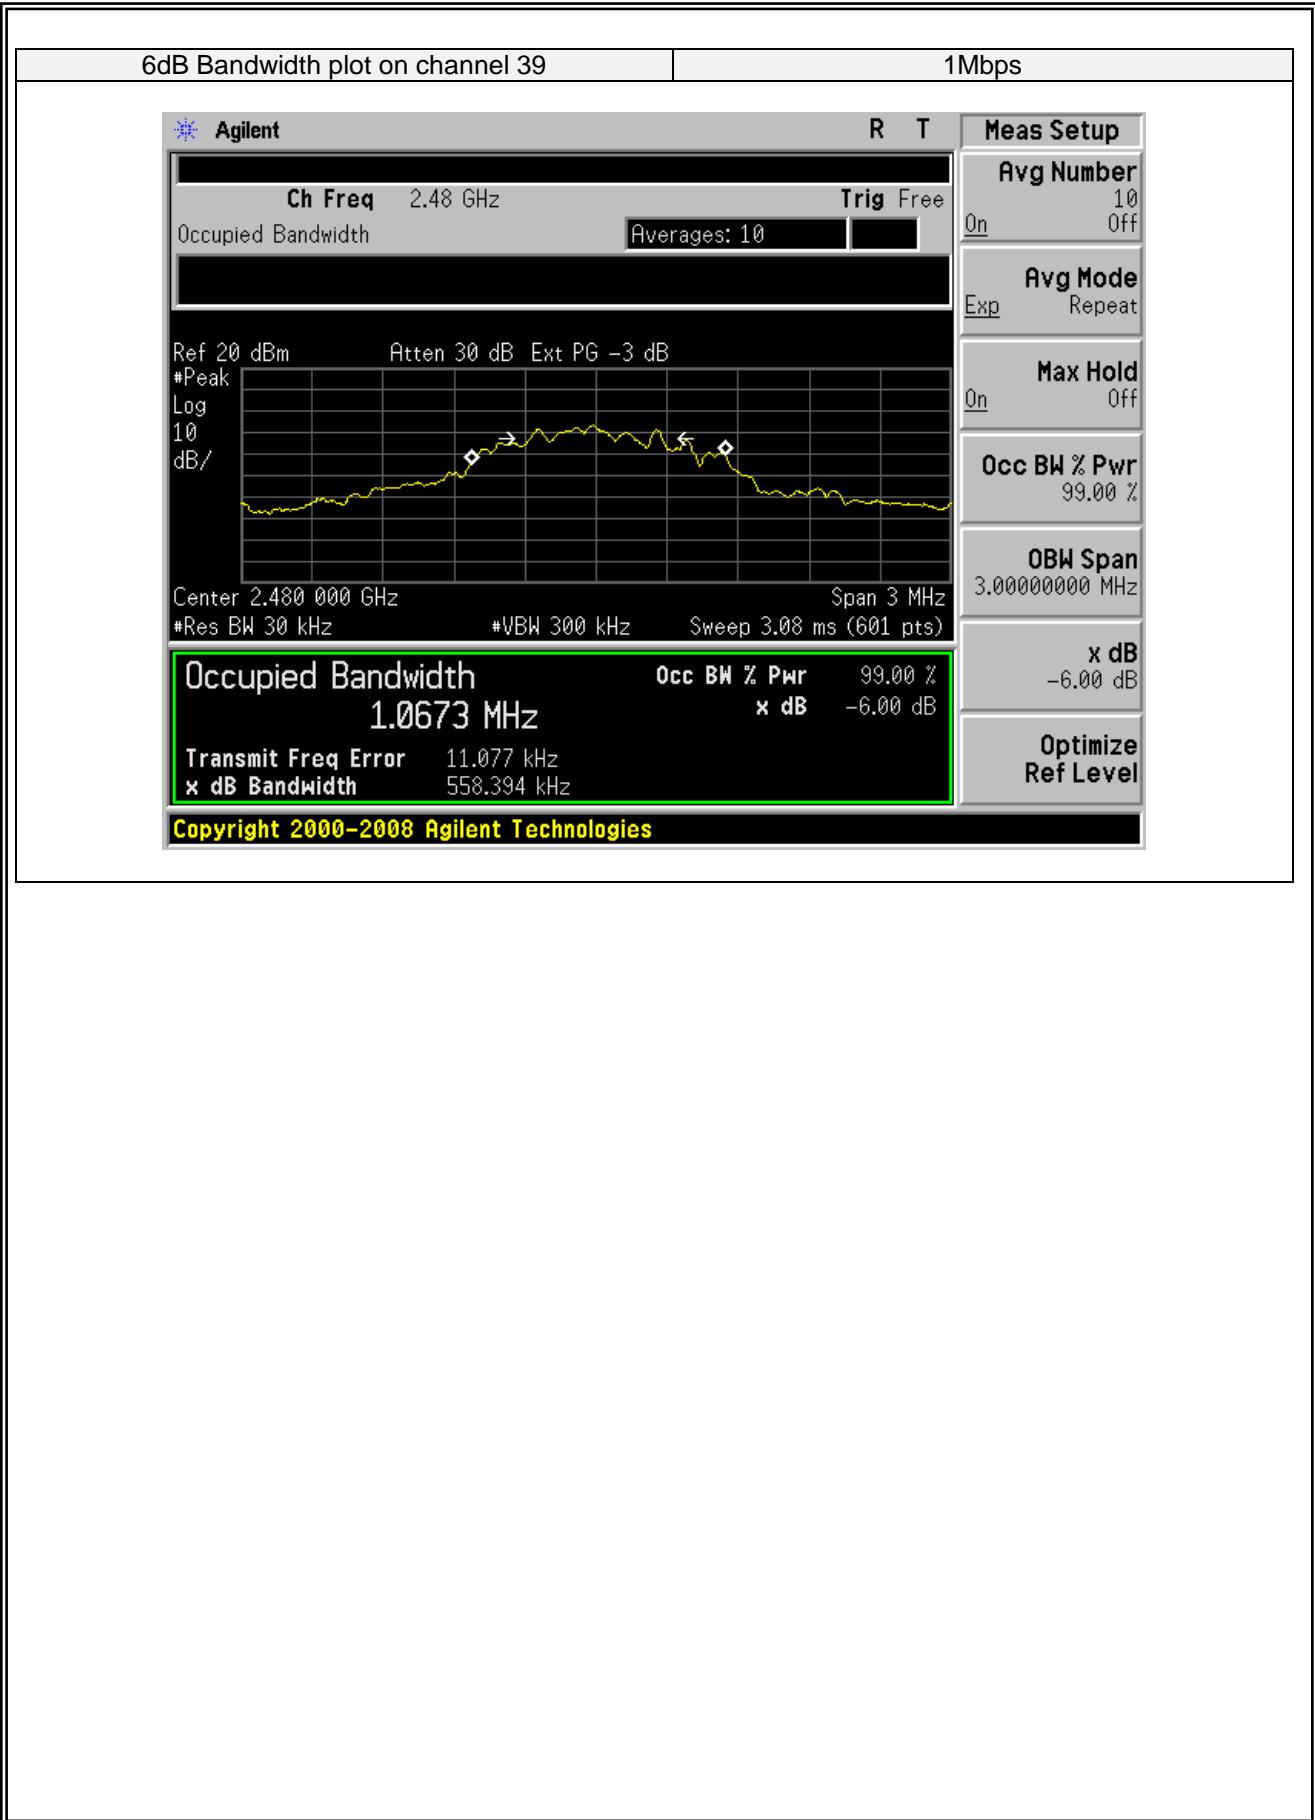 6dB Bandwidth plot on channel 39 1Mbps
Agilent R T
Ch Freq 2.48 GHz Trig Free
Occupied Bandwidth Averages: 10
Ref 20 dBm Atten 30 dB Ext PG -3 dB
#Peak
Log
10
dB/
Center 2.480 000 GHz Span 3 MHz
#Res BW 30 kHz #VBW 300 kHz Sweep 3.08 ms (601 pts)
Occupied Bandwidth Occ BW % Pwr 99.00 %
1.0673 MHz x dB -6.00 dB
Transmit Freq Error 11.077 kHz
x dB Bandwidth 558.394 kHz
Copyright 2000-2008 Agilent Technologies
Meas Setup
Avg Number
10
On Off
Avg Mode
Exp Repeat
Max Hold
On Off
Occ BW % Pwr
99.00 %
OBW Span
3.00000000 MHz
x dB
-6.00 dB
Optimize
Ref Level